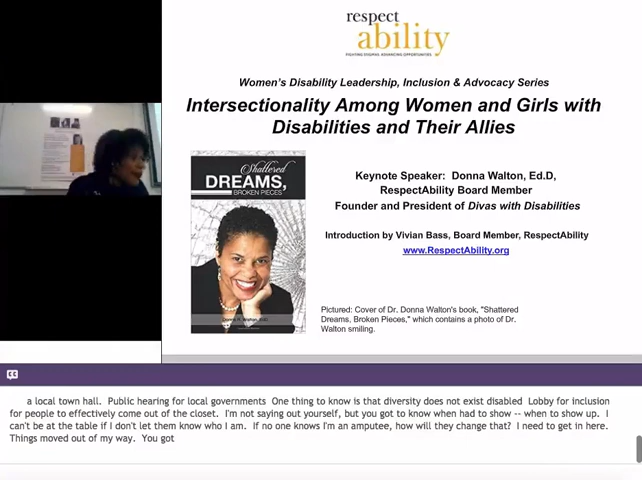 respect
ability
FIGHTING STIGMA. ADVANCING OPPORTUNITIES.
Women's Disability Leadership, Inclusion & Advocacy Series
Intersectionality Among Women and Girls with
Disabilities and Their Allies
Shattered
DREAMS,
BROKEN PIECES
Keynote Speaker: Donna Walton, Ed.D,
RespectAbility Board Member
Founder and President of Divas with Disabilities
Introduction by Vivian Bass, Board Member, RespectAbility
www.RespectAbility.org
Pictured: Cover of Dr. Donna Walton's book, "Shattered
Dreams, Broken Pieces," which contains a photo of Dr.
Walton smiling.
a local town hall. Public hearing for local governments One thing to know is that diversity does not exist disabled Lobby for inclusion
for people to effectively come out of the closet. I'm not saying out yourself, but you got to know when had to show -- when to show up. I
can't be at the table if I don't let them know who I am. If no one knows I'm an amputee, how will they change that? I need to get in here.
Things moved out of my way. You got